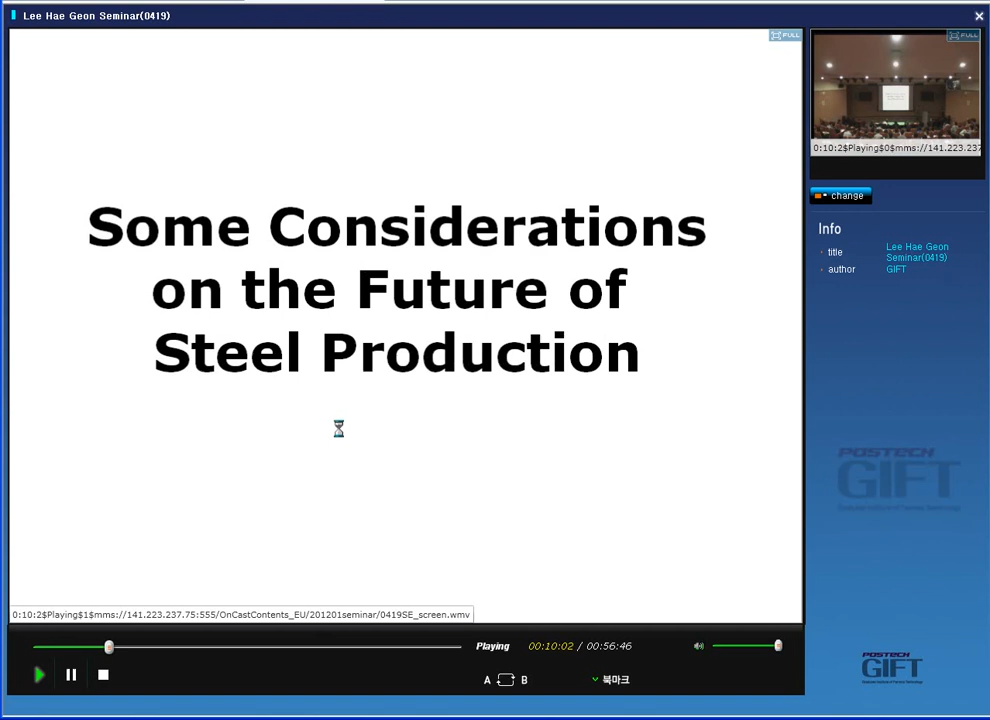 Lee Hae Geon Seminar(0419)
FULL
Some Considerations
on the Future of
Steel Production
0:10:2$Playing$1$mms://141.223.237.75:555/OnCastContents_EU/201201seminar/0419SE_screen.wmv
Playing
00:10:02 / 00:56:46
A B
북마크
FULL
0:10:2$Playing$0$mms://141.223.237
change
Info
title
Lee Hae Geon
Seminar(0419)
author
GIFT
POSTECH
GIFT
POSTECH
GIFT